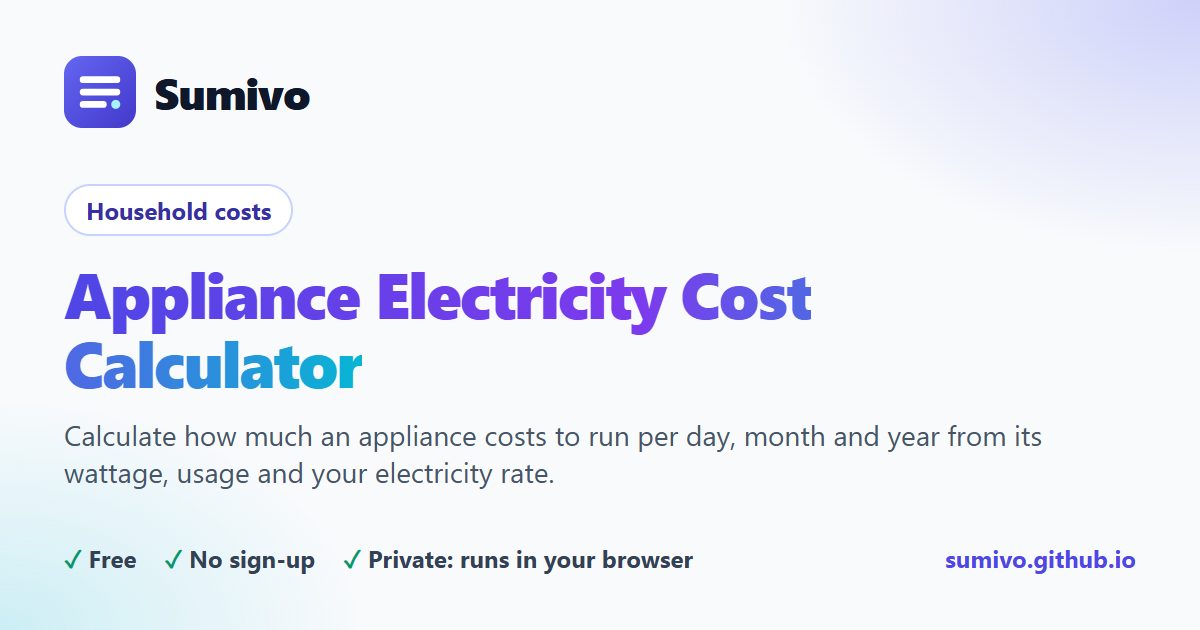 Sumivo
Household costs
Appliance Electricity Cost
Calculator
Calculate how much an appliance costs to run per day, month and year from its
wattage, usage and your electricity rate.
✓ Free ✓ No sign-up ✓ Private: runs in your browser
sumivo.github.io